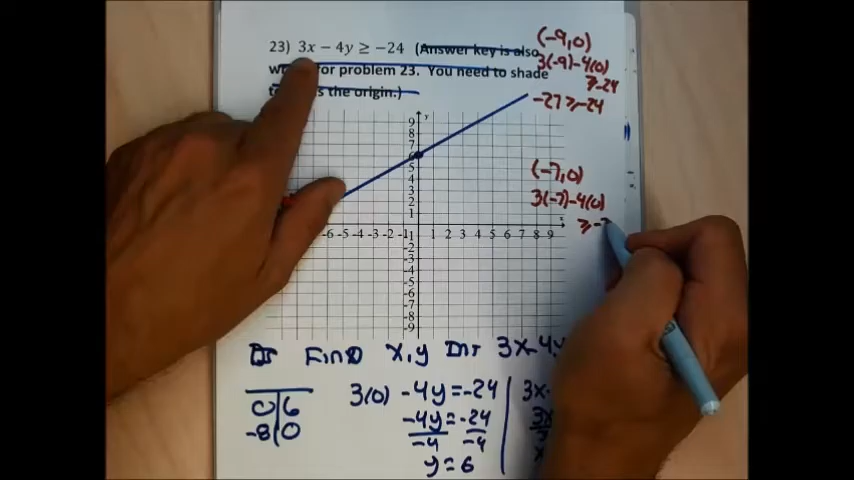 23) 3x − 4y ≥ −24 (Answer key is also
for problem 23. You need to shade
the origin.)
(-9,0)
3(-9)-4(0)
≥-24
-27≥-24
(-7,0)
3(-7)-4(0)
≥-
y
9
8
7
6
5
4
3
2
1
-6 -5 -4 -3 -2 -1 1 2 3 4 5 6 7 8 9
-1
-2
-3
-4
-5
-6
-7
-8
-9
Find x,y Int 3x-4y
0 6
-8 0
3(0) -4y=-24
-4y=-24
-4 -4
y=6
3x-
3x